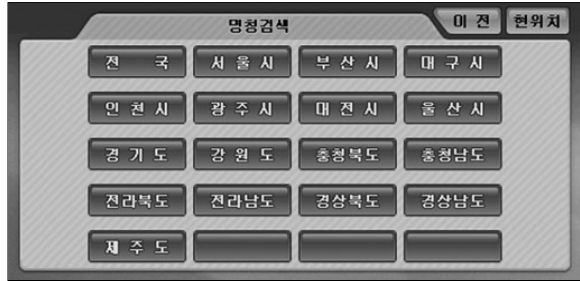 명칭검색 이 전 현위치
전 국 서 울 시 부 산 시 대 구 시
인 천 시 광 주 시 대 전 시 울 산 시
경 기 도 강 원 도 충청북도 충청남도
전라북도 전라남도 경상북도 경상남도
제 주 도